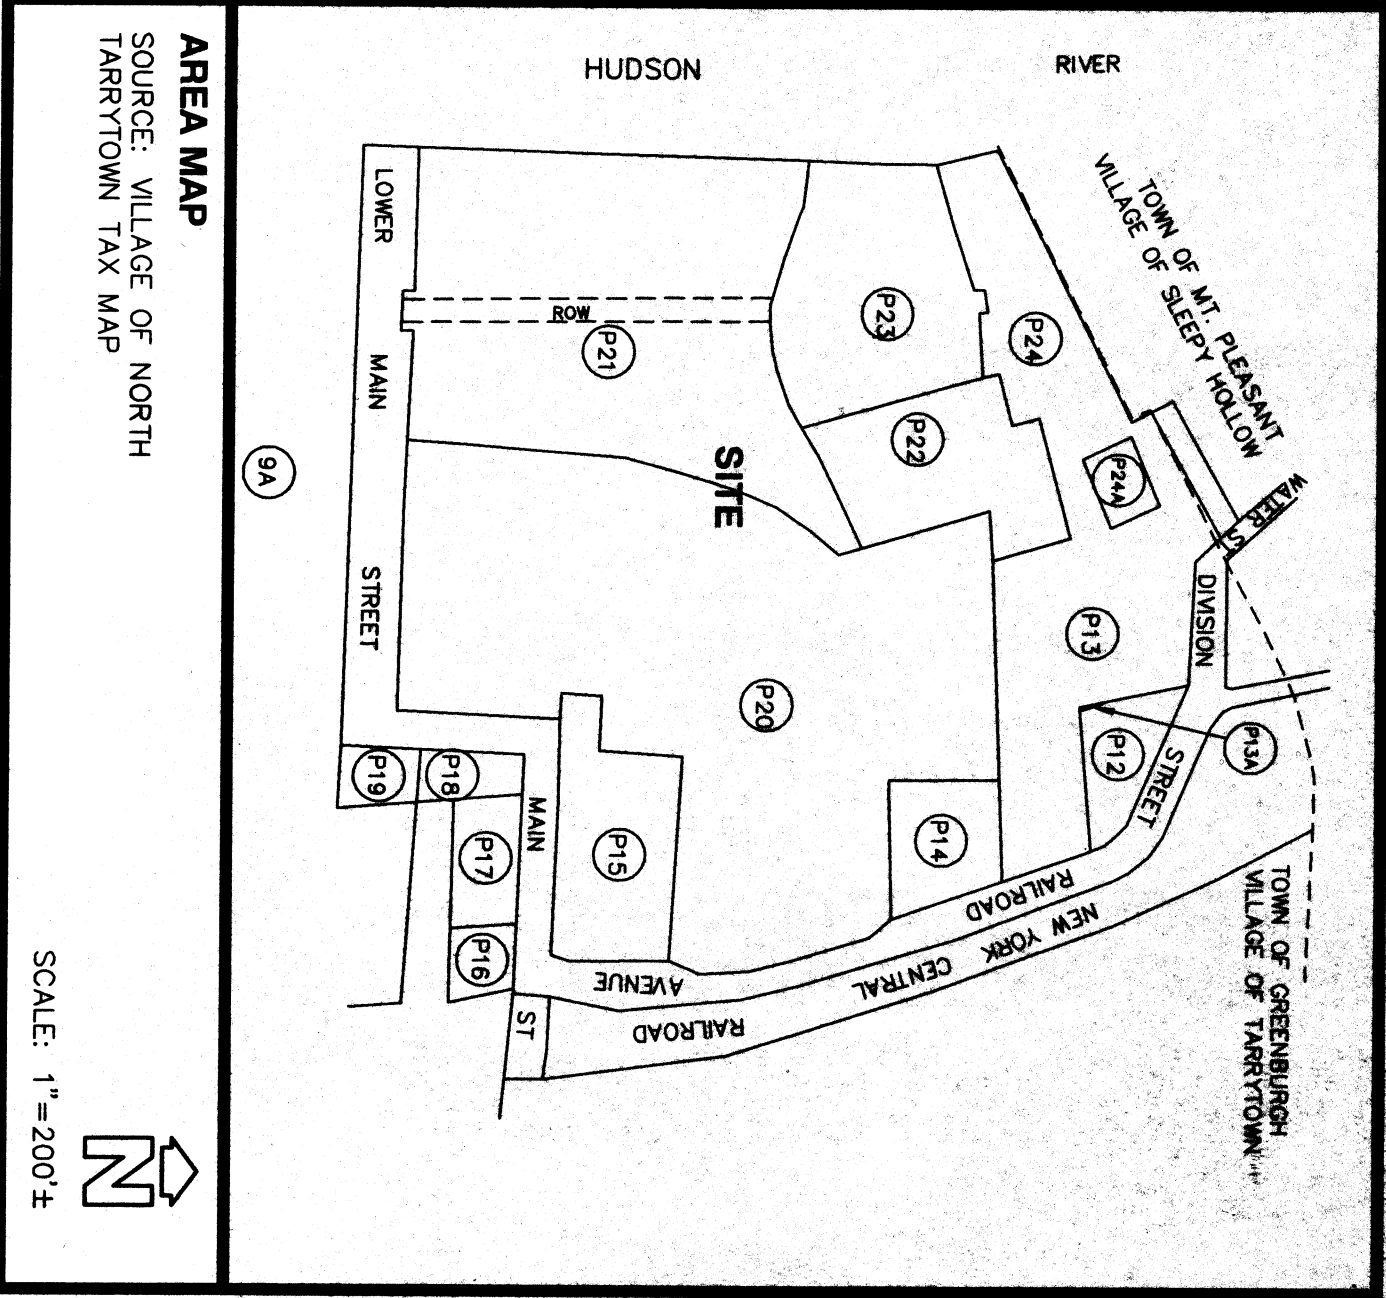 HUDSON
RIVER
TOWN OF MT. PLEASANT
VILLAGE OF SLEEPY HOLLOW
WATER S
DIVISION
STREET
LOWER
MAIN
STREET
ROW
SITE
P21
P23
P24
P22
P24A
P13
P20
P12
P13A
P14
P15
P19
P18
P17
P16
9A
MAIN
ST
RAILROAD
AVENUE
NEW YORK
CENTRAL
RAILROAD
TOWN OF GREENBURGH
VILLAGE OF TARRYTOWN
AREA MAP
SOURCE: VILLAGE OF NORTH
TARRYTOWN TAX MAP
SCALE: 1"=200'±
N